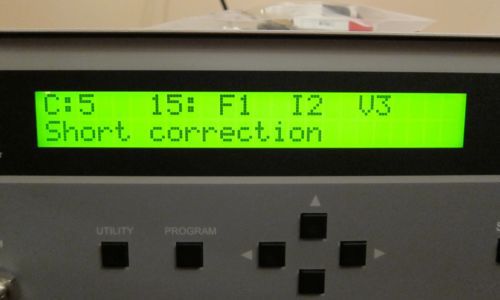 C:5 15: F1 I2 V3
Short correction
UTILITY PROGRAM